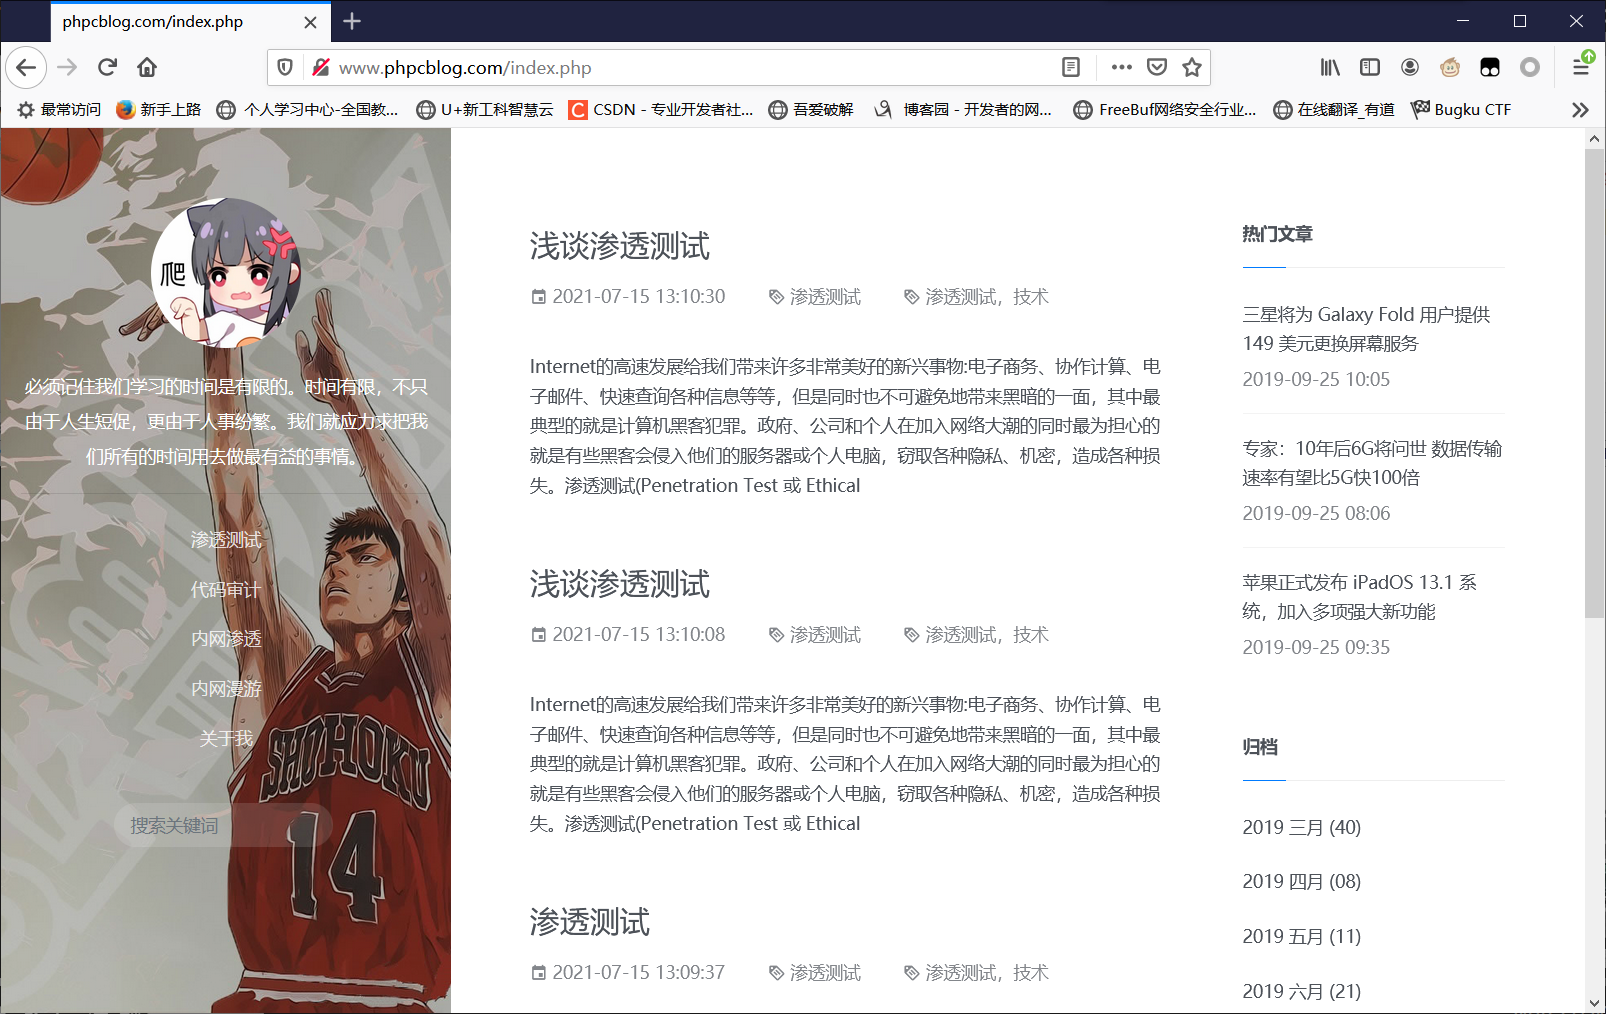 phpcblog.com/index.php
www.phpcblog.com/index.php
最常访问 新手上路 个人学习中心-全国教... U+新工科智慧云 CSDN - 专业开发者社... 吾爱破解 博客园 - 开发者的网... FreeBuf网络安全行业... 在线翻译_有道 Bugku CTF
爬
必须记住我们学习的时间是有限的。时间有限，不只
由于人生短促，更由于人事纷繁。我们就应力求把我
们所有的时间用去做最有益的事情。
渗透测试
代码审计
内网渗透
内网漫游
关于我
搜索关键词
SHOHOKU
14
浅谈渗透测试
2021-07-15 13:10:30 渗透测试 渗透测试，技术
Internet的高速发展给我们带来许多非常美好的新兴事物:电子商务、协作计算、电
子邮件、快速查询各种信息等等，但是同时也不可避免地带来黑暗的一面，其中最
典型的就是计算机黑客犯罪。政府、公司和个人在加入网络大潮的同时最为担心的
就是有些黑客会侵入他们的服务器或个人电脑，窃取各种隐私、机密，造成各种损
失。渗透测试(Penetration Test 或 Ethical
浅谈渗透测试
2021-07-15 13:10:08 渗透测试 渗透测试，技术
Internet的高速发展给我们带来许多非常美好的新兴事物:电子商务、协作计算、电
子邮件、快速查询各种信息等等，但是同时也不可避免地带来黑暗的一面，其中最
典型的就是计算机黑客犯罪。政府、公司和个人在加入网络大潮的同时最为担心的
就是有些黑客会侵入他们的服务器或个人电脑，窃取各种隐私、机密，造成各种损
失。渗透测试(Penetration Test 或 Ethical
渗透测试
2021-07-15 13:09:37 渗透测试 渗透测试，技术
热门文章
三星将为 Galaxy Fold 用户提供
149 美元更换屏幕服务
2019-09-25 10:05
专家：10年后6G将问世 数据传输
速率有望比5G快100倍
2019-09-25 08:06
苹果正式发布 iPadOS 13.1 系
统，加入多项强大新功能
2019-09-25 09:35
归档
2019 三月 (40)
2019 四月 (08)
2019 五月 (11)
2019 六月 (21)